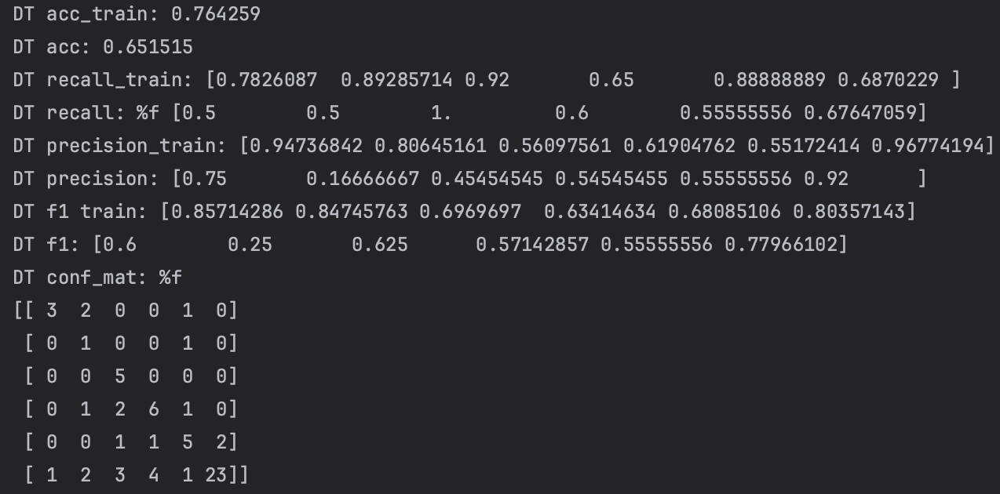 DT acc_train: 0.764259
DT acc: 0.651515
DT recall_train: [0.7826087  0.89285714 0.92       0.65       0.88888889 0.6870229 ]
DT recall: %f [0.5        0.5        1.         0.6        0.55555556 0.67647059]
DT precision_train: [0.94736842 0.80645161 0.56097561 0.61904762 0.55172414 0.96774194]
DT precision: [0.75       0.16666667 0.45454545 0.54545455 0.55555556 0.92      ]
DT f1 train: [0.85714286 0.84745763 0.6969697  0.63414634 0.68085106 0.80357143]
DT f1: [0.6        0.25       0.625      0.57142857 0.55555556 0.77966102]
DT conf_mat: %f
[[ 3  2  0  0  1  0]
 [ 0  1  0  0  1  0]
 [ 0  0  5  0  0  0]
 [ 0  1  2  6  1  0]
 [ 0  0  1  1  5  2]
 [ 1  2  3  4  1 23]]